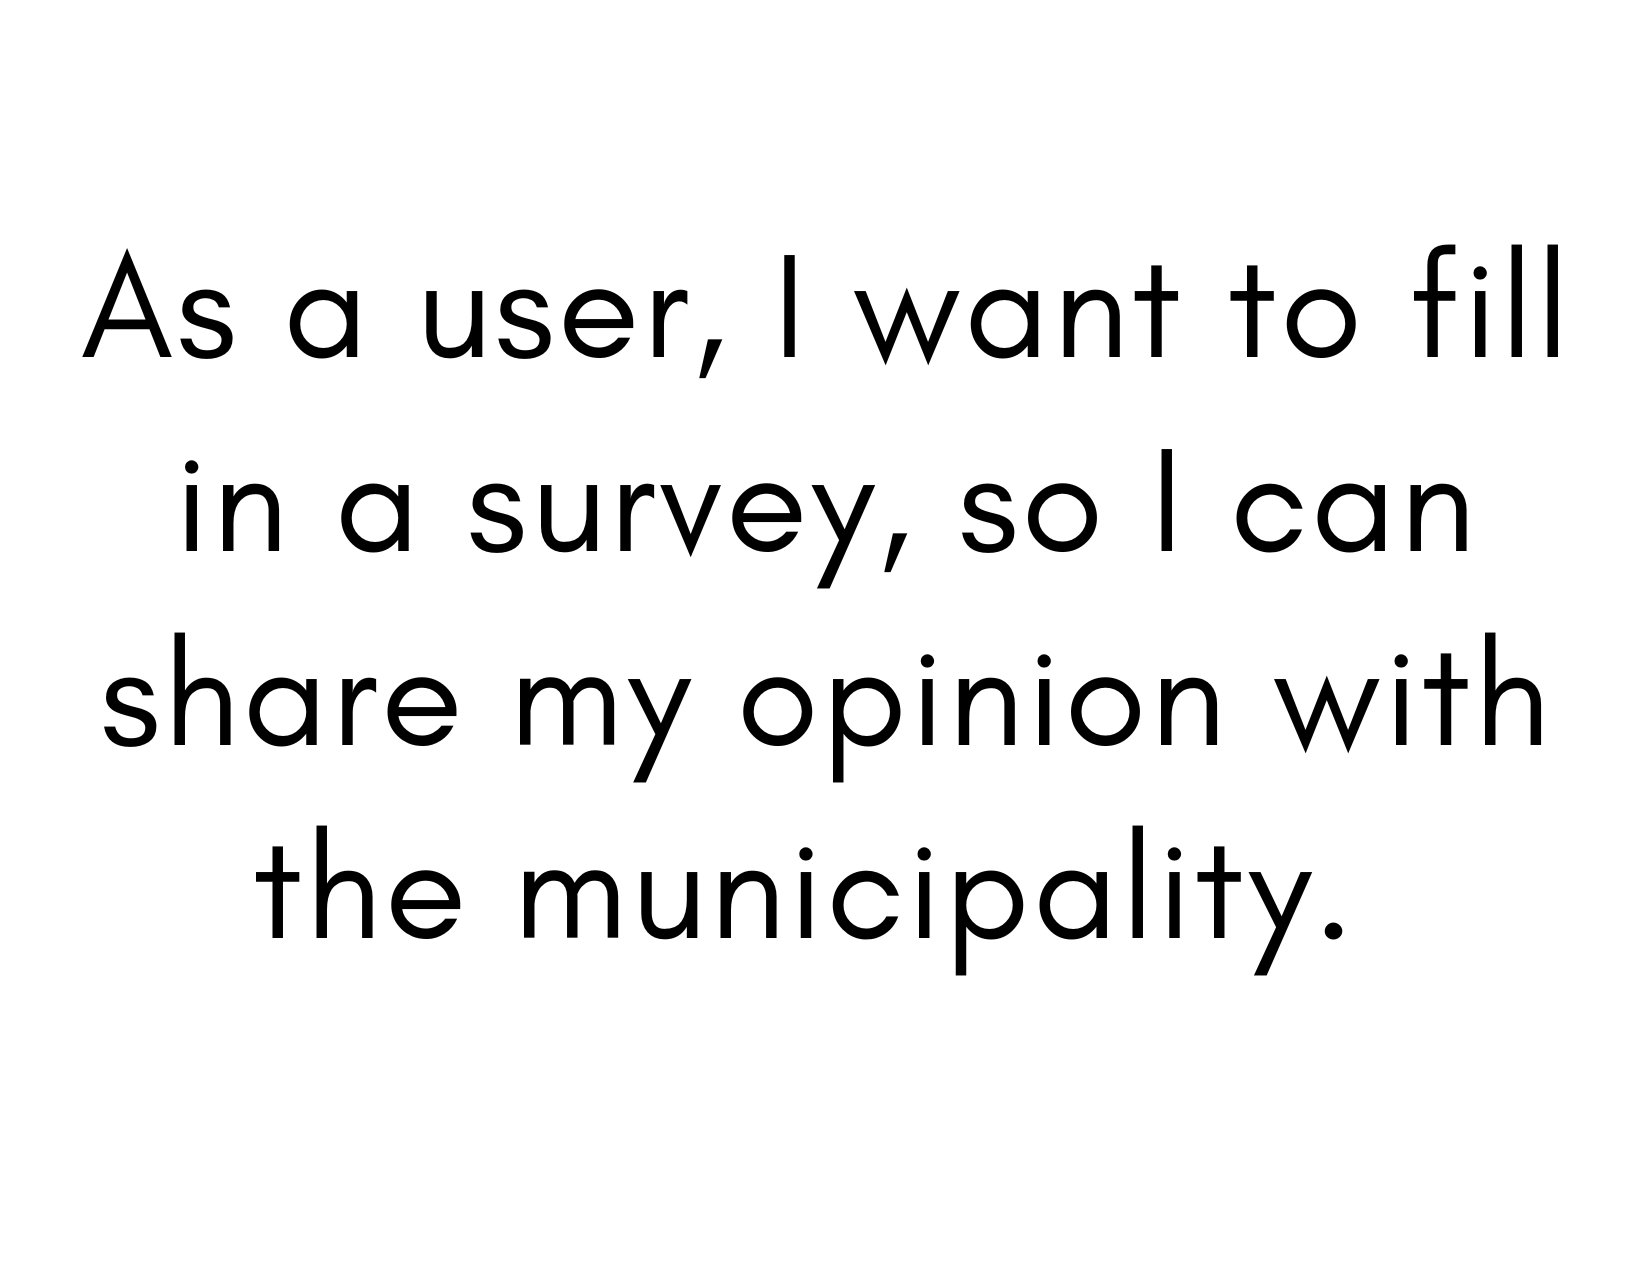 As a user, I want to fill
in a survey, so I can
share my opinion with
the municipality.